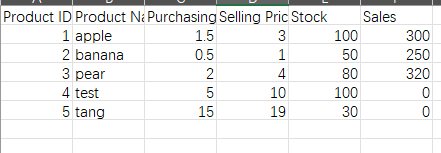 Product ID Product Na Purchasing Selling Pric Stock Sales
1 apple 1.5 3 100 300
2 banana 0.5 1 50 250
3 pear 2 4 80 320
4 test 5 10 100 0
5 tang 15 19 30 0